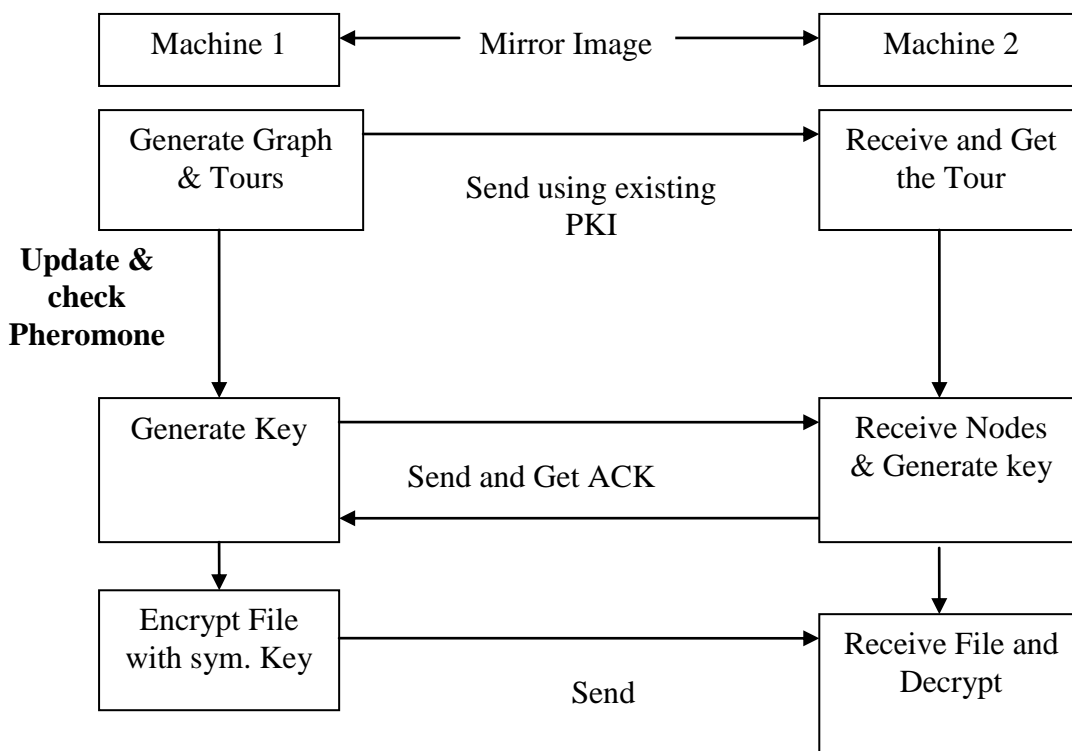 Machine 1
Mirror Image
Machine 2
Generate Graph
& Tours
Send using existing
PKI
Receive and Get
the Tour
Update &
check
Pheromone
Generate Key
Send and Get ACK
Receive Nodes
& Generate key
Encrypt File
with sym. Key
Send
Receive File and
Decrypt